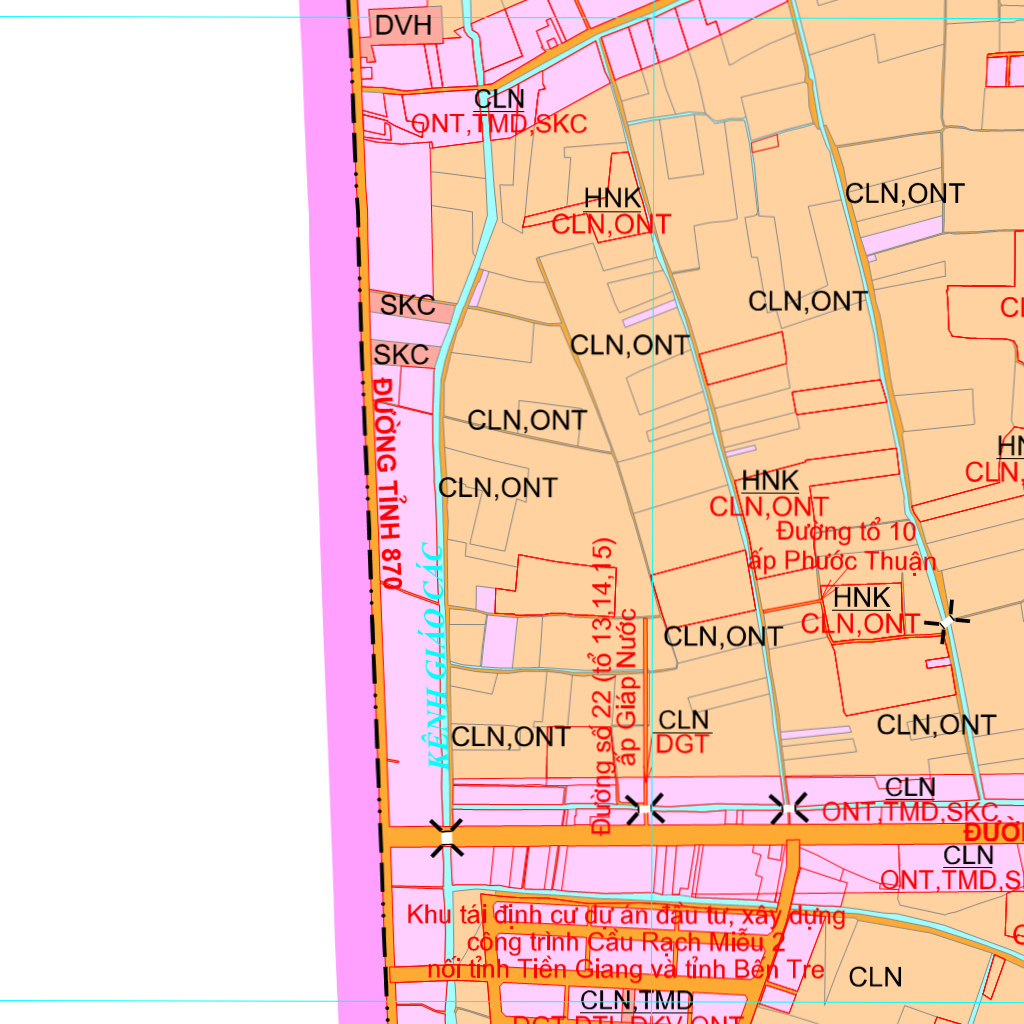 DVH
CLN
ONT,TMD,SKC
HNK
CLN,ONT
CLN,ONT
CLN,ONT
SKC
SKC
CLN,ONT
ĐƯỜNG TỈNH 870
CLN,ONT
CLN,ONT
HNK
CLN,ONT
Đường tổ 10
ấp Phước Thuận
HNK
CLN,ONT
KÊNH GIÁO CÁC
Đường số 22 (tổ 13,14,15)
ấp Giáp Nước
CLN,ONT
CLN
DGT
CLN,ONT
CLN,ONT
CLN
ONT,TMD,SKC
CLN
ONT,TMD,S
Khu tái định cư dự án đầu tư, xây dựng
công trình Cầu Rạch Miễu 2
nối tỉnh Tiền Giang và tỉnh Bến Tre
CLN
CLN,TMD